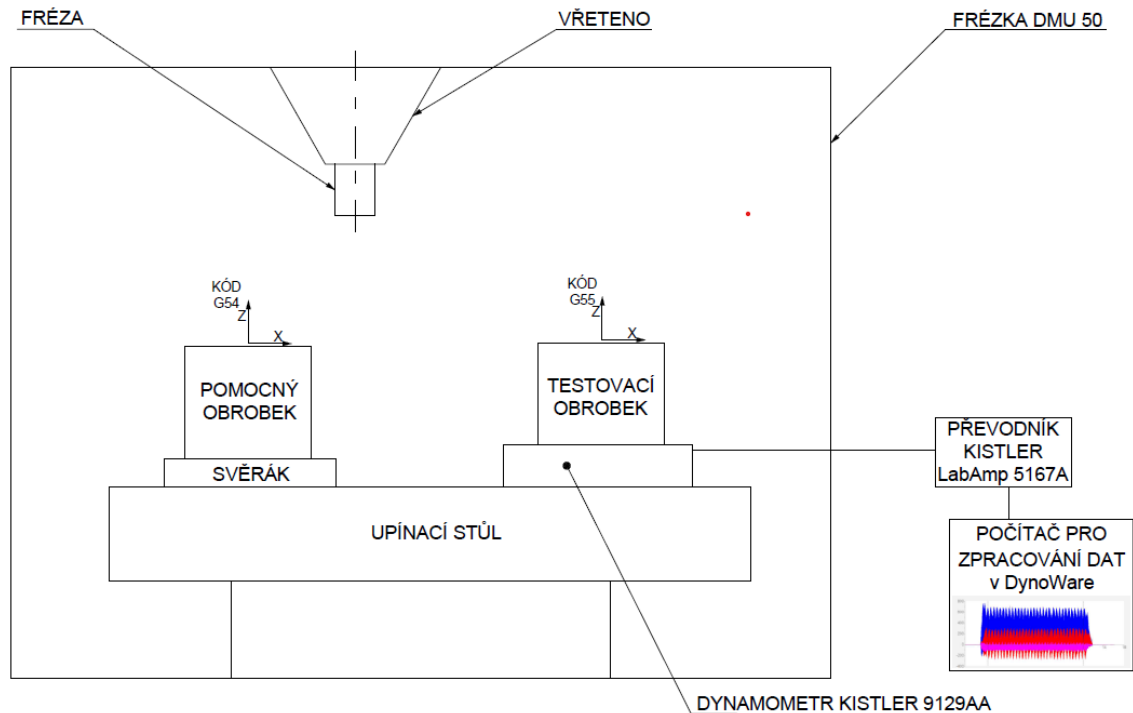 FRÉZA
VŘETENO
FRÉZKA DMU 50
KÓD
G54
Z
X
KÓD
G55
Z
X
POMOCNÝ
OBROBEK
TESTOVACÍ
OBROBEK
SVĚRÁK
UPÍNACÍ STŮL
PŘEVODNÍK
KISTLER
LabAmp 5167A
POČÍTAČ PRO
ZPRACOVÁNÍ DAT
v DynoWare
DYNAMOMETR KISTLER 9129AA